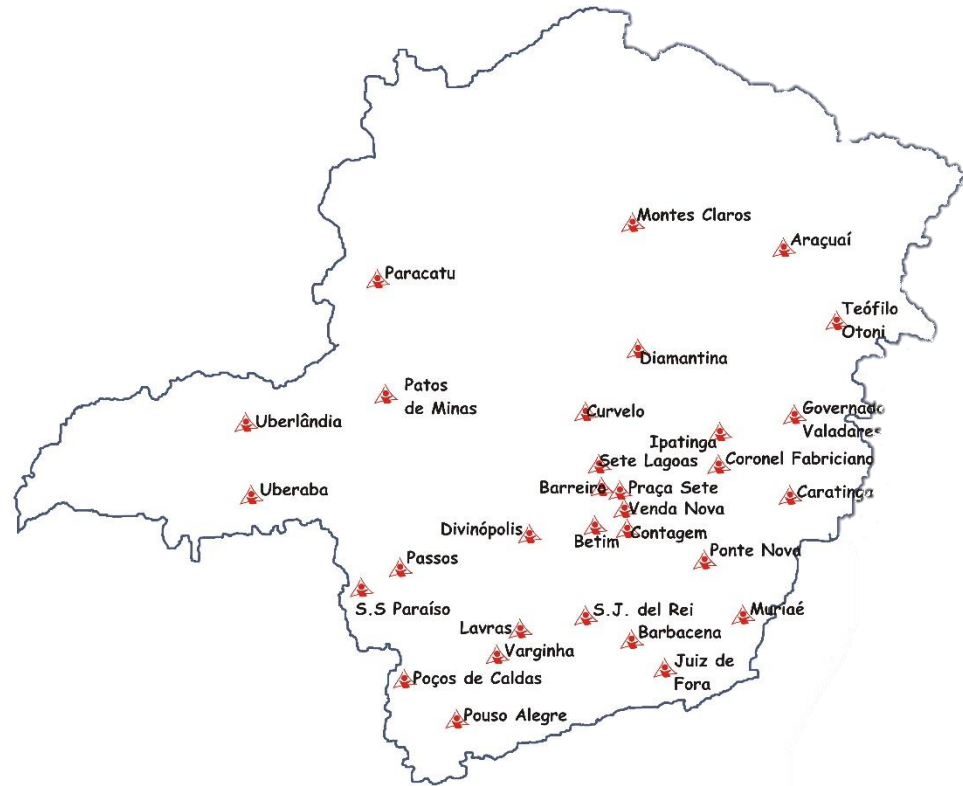 Montes Claros
Araçuaí
Paracatu
Teófilo
Otoni
Diamantina
Patos
de Minas
Curvelo
Governado
Valadares
Uberlândia
Ipatinga
Sete Lagoas
Coronel Fabriciano
Barreiro
Praça Sete
Uberaba
Caratinga
Venda Nova
Divinópolis
Betim
Contagem
Ponte Nova
Passos
S.S Paraíso
S.J. del Rei
Muriaé
Lavras
Barbacena
Varginha
Juiz de
Fora
Poços de Caldas
Pouso Alegre